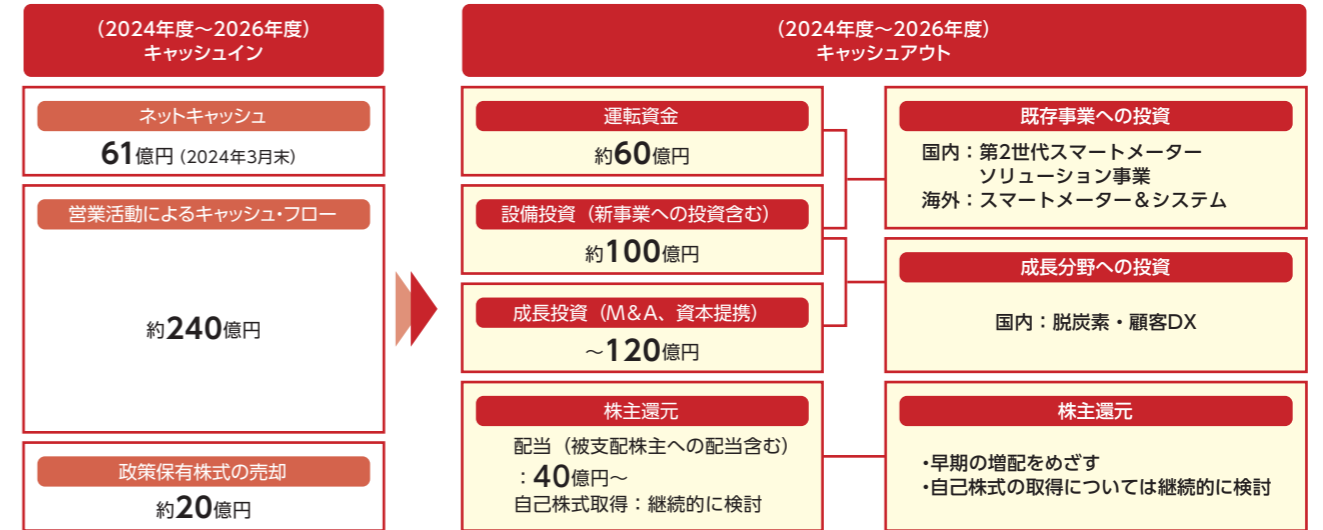 （2024年度～2026年度）
キャッシュイン
ネットキャッシュ
61億円（2024年3月末）
営業活動によるキャッシュ・フロー
約240億円
政策保有株式の売却
約20億円
（2024年度～2026年度）
キャッシュアウト
運転資金
約60億円
設備投資（新事業への投資含む）
約100億円
成長投資（M＆A、資本提携）
～120億円
株主還元
配当（被支配株主への配当含む）
：40億円～
自己株式取得：継続的に検討
既存事業への投資
国内：第2世代スマートメーター
ソリューション事業
海外：スマートメーター＆システム
成長分野への投資
国内：脱炭素・顧客DX
株主還元
・早期の増配をめざす
・自己株式の取得については継続的に検討